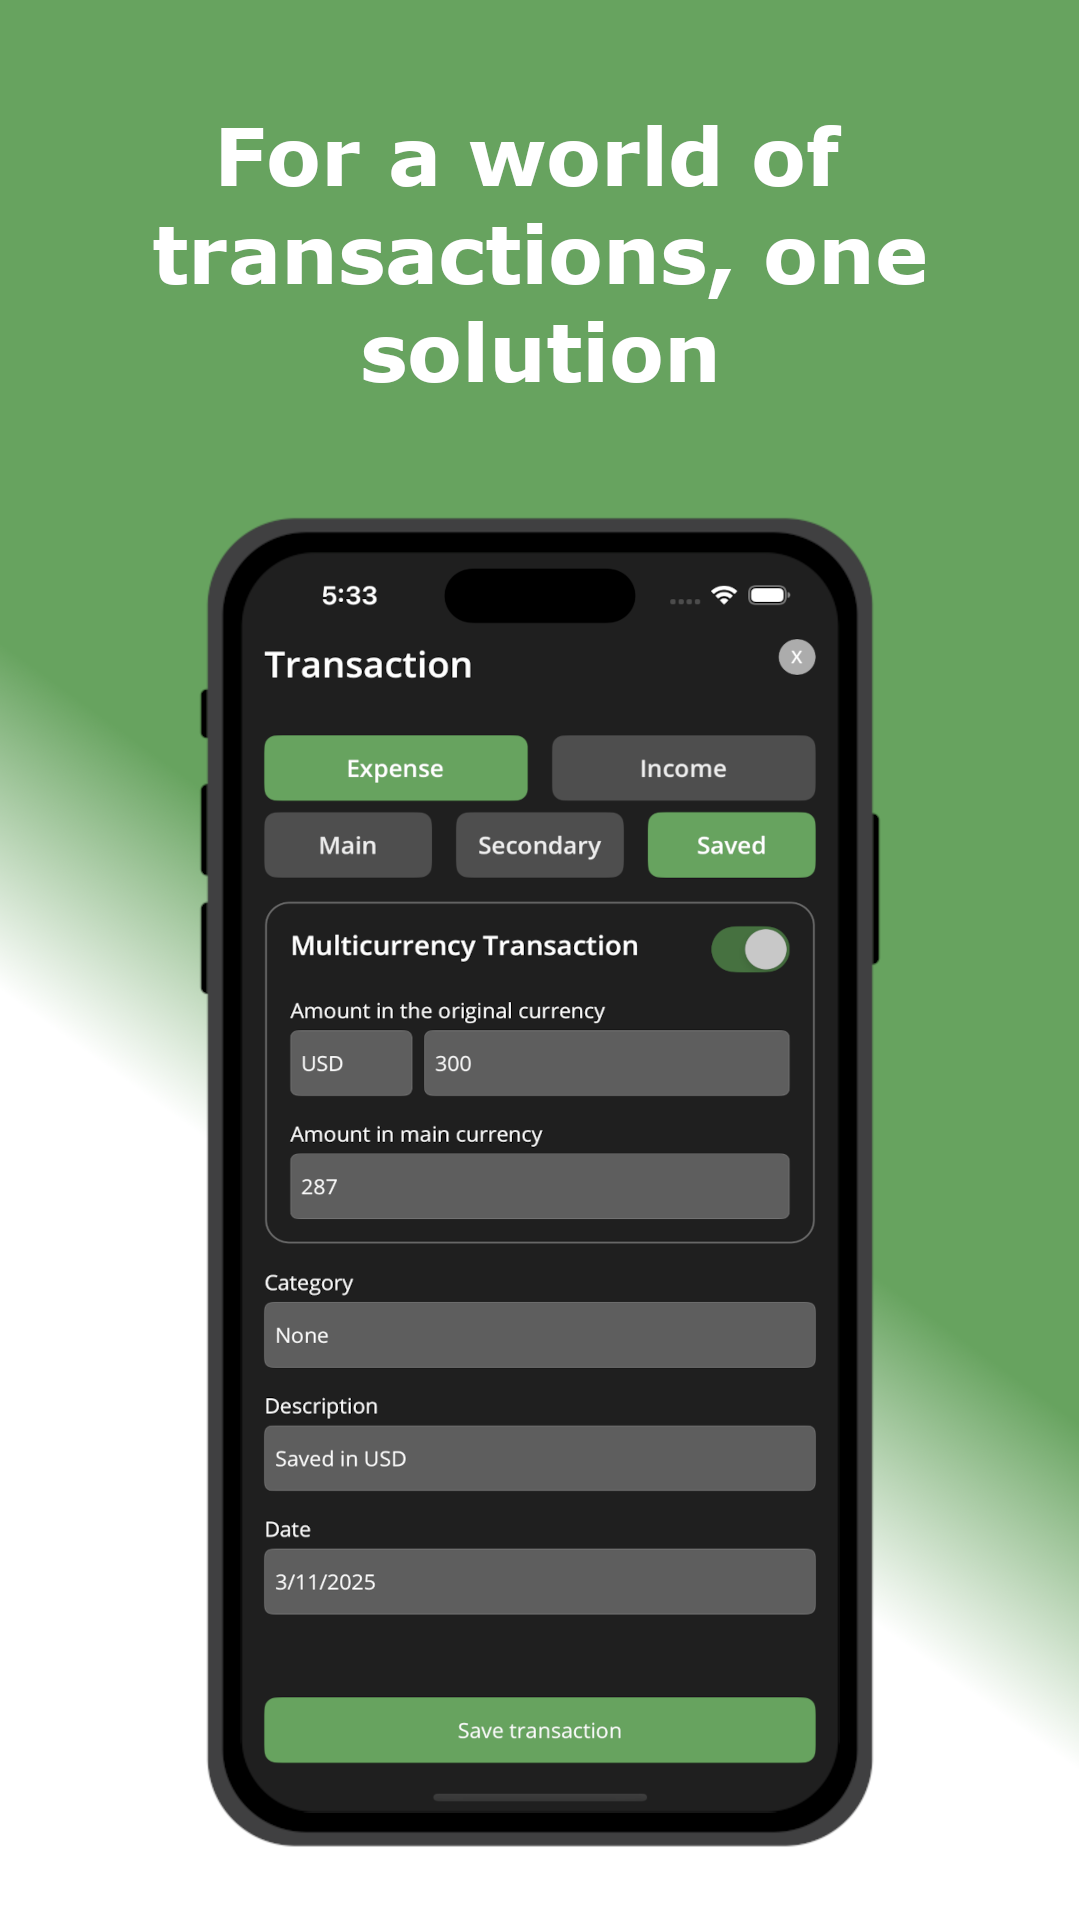 For a world of
transactions, one
solution
5:33
Transaction
X
Expense
Income
Main
Secondary
Saved
Multicurrency Transaction
Amount in the original currency
USD
300
Amount in main currency
287
Category
None
Description
Saved in USD
Date
3/11/2025
Save transaction